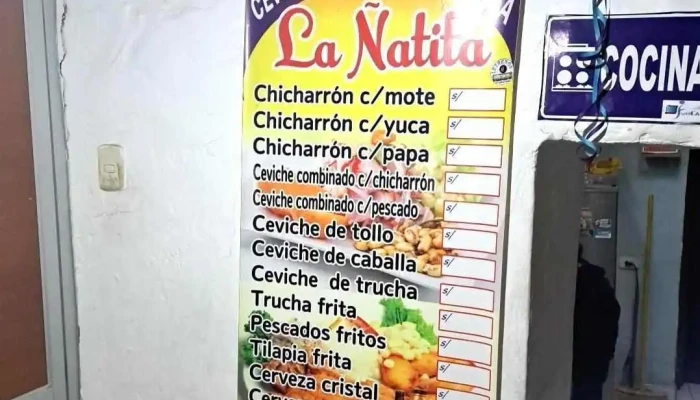 La Ñatita
Chicharrón c/mote S/
Chicharrón c/yuca S/
Chicharrón c/papa S/
Ceviche combinado c/chicharrón S/
Ceviche combinado c/pescado S/
Ceviche de tollo S/
Ceviche de caballa S/
Ceviche de trucha S/
Trucha frita S/
Pescados fritos S/
Tilapia frita S/
Cerveza cristal S/
COCINA